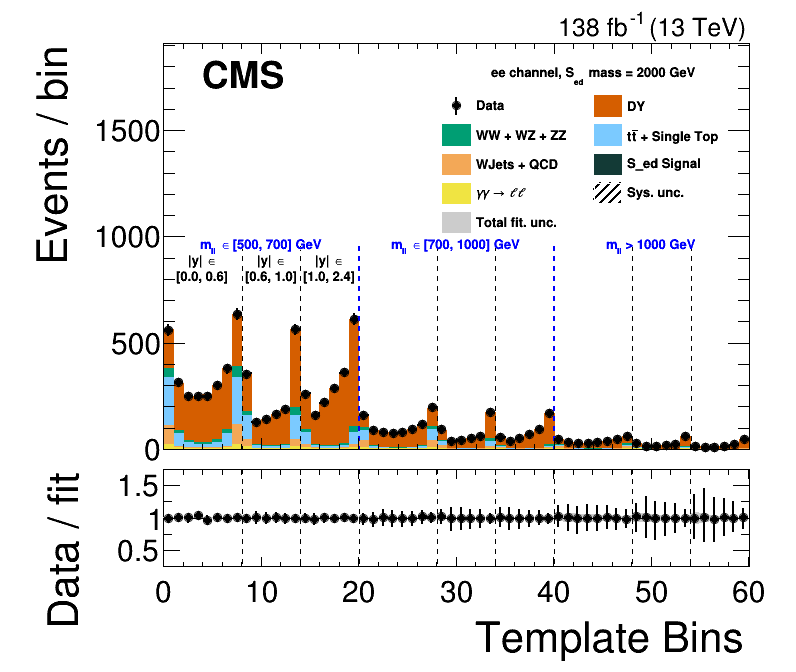 138 fb⁻¹ (13 TeV)
CMS
ee channel, S_ed mass = 2000 GeV
Data
DY
WW + WZ + ZZ
tt̄ + Single Top
WJets + QCD
S_ed Signal
γγ → ℓℓ
Sys. unc.
Total fit. unc.
m_ll ∈ [500, 700] GeV
m_ll ∈ [700, 1000] GeV
m_ll > 1000 GeV
|y| ∈
[0.0, 0.6]
|y| ∈
[0.6, 1.0]
|y| ∈
[1.0, 2.4]
Events / bin
1500
1000
500
0
Data / fit
1.5
1
0.5
0 10 20 30 40 50 60
Template Bins